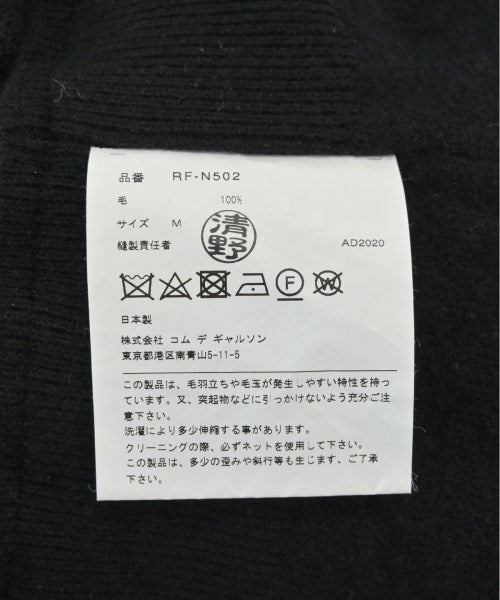 品番 RF-N502
毛 100%
サイズ M
清野
縫製責任者 AD2020
日本製
株式会社 コム デ ギャルソン
東京都港区南青山5-11-5
この製品は、毛羽立ちや毛玉が発生しやすい特性を持っ
ています。又、突起物などに引っかけないよう充分ご注
意下さい。
洗濯により多少伸縮する事があります。
クリーニングの際、必ずネットを使用して下さい。
この製品は、多少の歪みや斜行等も生じます、ご了承
下さい。